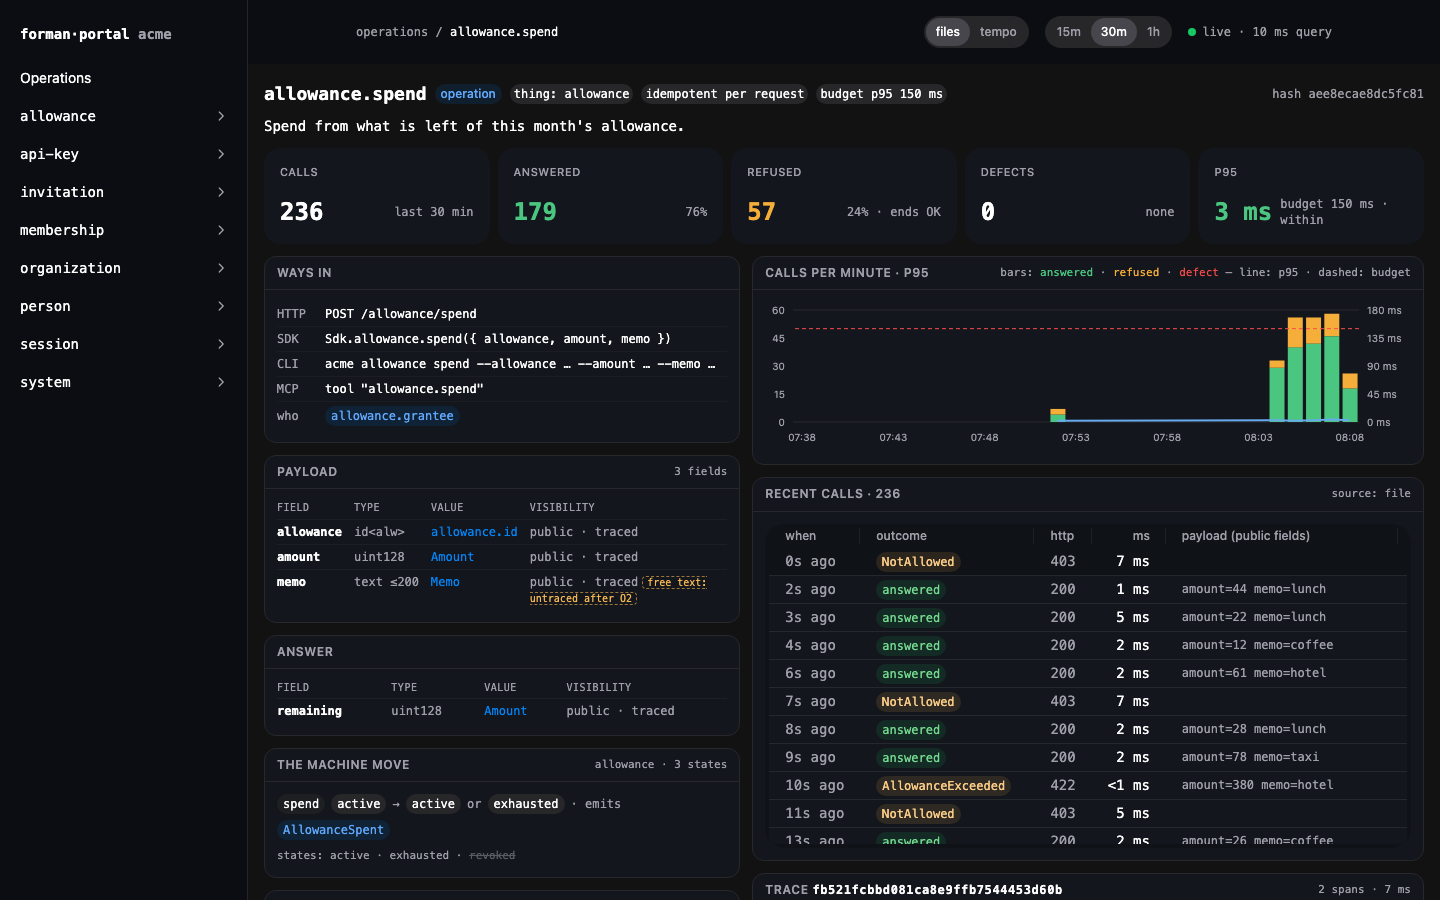 forman·portal acme
Operations
allowance
api-key
invitation
membership
organization
person
session
system
operations / allowance.spend
files tempo
15m 30m 1h
live · 10 ms query
allowance.spend operation thing: allowance idempotent per request budget p95 150 ms
hash aee8ecae8dc5fc81
Spend from what is left of this month's allowance.
CALLS
236 last 30 min
ANSWERED
179 76%
REFUSED
57 24% · ends OK
DEFECTS
0 none
P95
3 ms budget 150 ms · within
WAYS IN
HTTP POST /allowance/spend
SDK Sdk.allowance.spend({ allowance, amount, memo })
CLI acme allowance spend --allowance … --amount … --memo …
MCP tool "allowance.spend"
who allowance.grantee
PAYLOAD 3 fields
FIELD TYPE VALUE VISIBILITY
allowance id<alw> allowance.id public · traced
amount uint128 Amount public · traced
memo text ≤200 Memo public · traced free text: untraced after O2
ANSWER
FIELD TYPE VALUE VISIBILITY
remaining uint128 Amount public · traced
THE MACHINE MOVE allowance · 3 states
spend active → active or exhausted · emits
AllowanceSpent
states: active · exhausted · revoked
CALLS PER MINUTE · P95 bars: answered · refused · defect — line: p95 · dashed: budget
60 180 ms
45 135 ms
30 90 ms
15 45 ms
0 0 ms
07:38 07:43 07:48 07:53 07:58 08:03 08:08
RECENT CALLS · 236 source: file
when outcome http ms payload (public fields)
0s ago NotAllowed 403 7 ms
2s ago answered 200 1 ms amount=44 memo=lunch
3s ago answered 200 5 ms amount=22 memo=lunch
4s ago answered 200 2 ms amount=12 memo=coffee
6s ago answered 200 2 ms amount=61 memo=hotel
7s ago NotAllowed 403 7 ms
8s ago answered 200 2 ms amount=28 memo=lunch
9s ago answered 200 2 ms amount=78 memo=taxi
10s ago AllowanceExceeded 422 <1 ms amount=380 memo=hotel
11s ago NotAllowed 403 5 ms
13s ago answered 200 2 ms amount=26 memo=coffee
TRACE fb521fcbbd081ca8e9ffb7544453d60b 2 spans · 7 ms